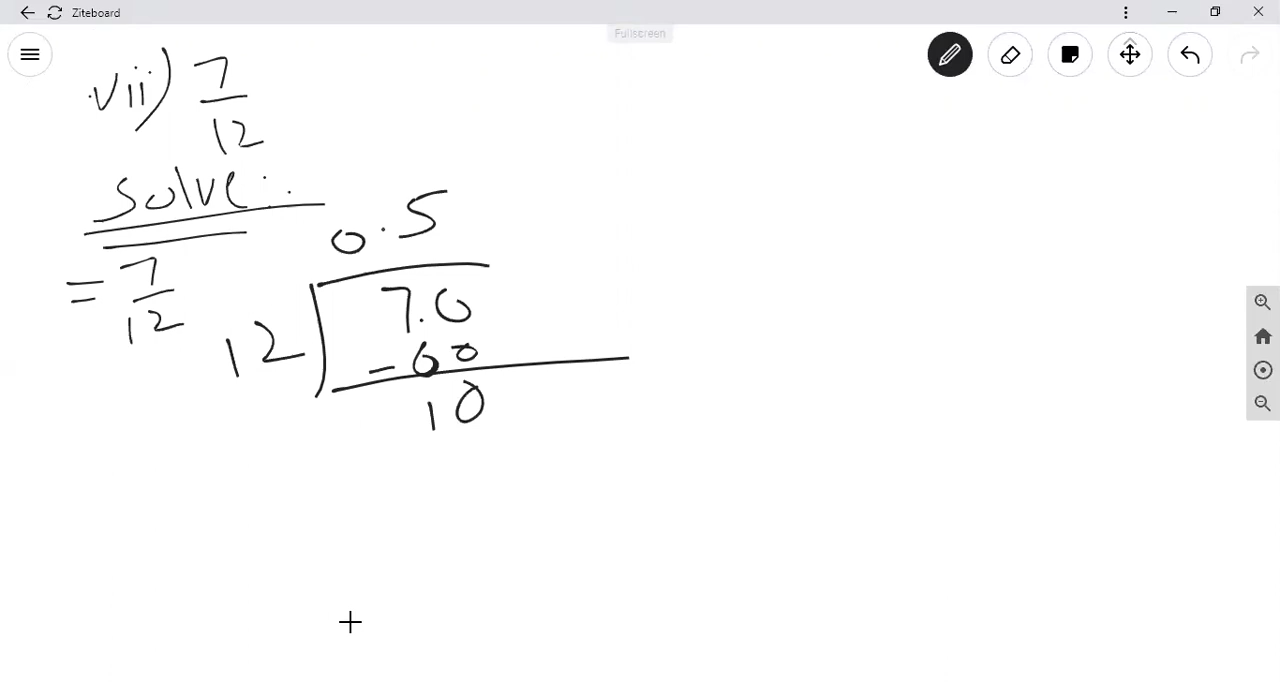 Ziteboard
Fullscreen
vii) 7/12
Solve:
0.5
= 7/12
12 7.0
- 60
10